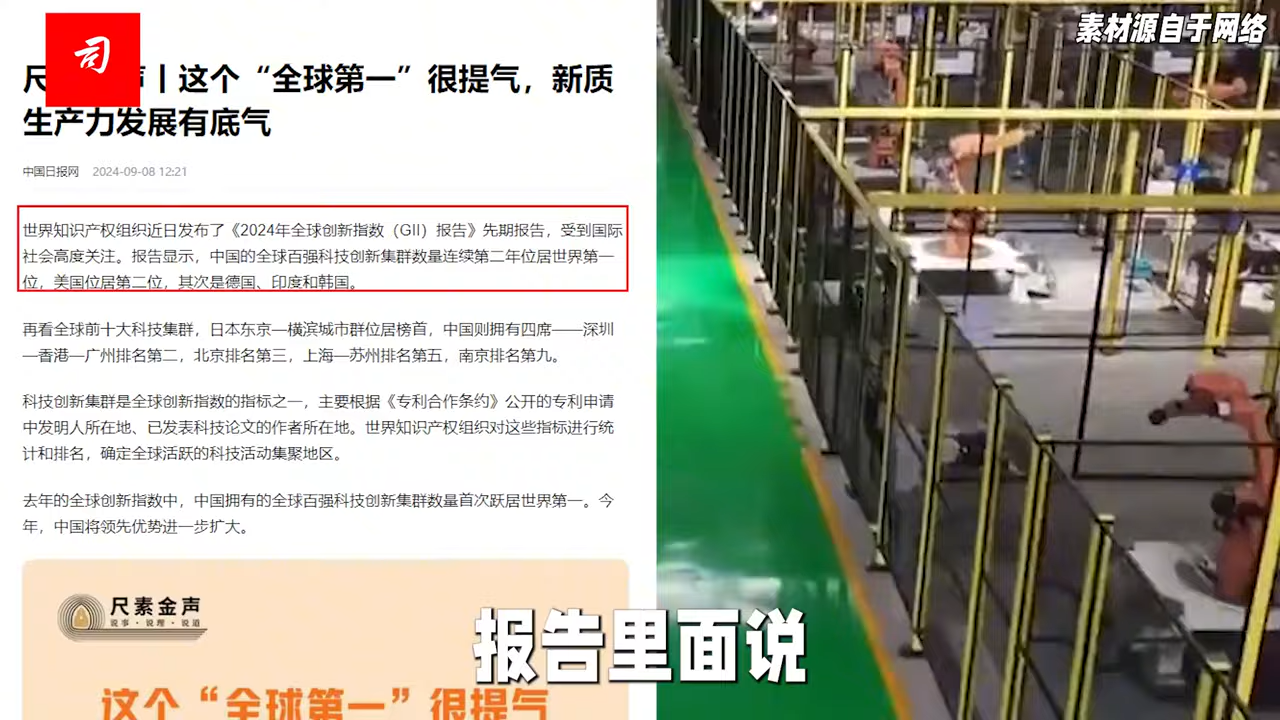 司
尺 声丨这个“全球第一”很提气，新质
生产力发展有底气
中国日报网 2024-09-08 12:21
世界知识产权组织近日发布了《2024年全球创新指数（GII）报告》先期报告，受到国际
社会高度关注。报告显示，中国的全球百强科技创新集群数量连续第二年位居世界第一
位，美国位居第二位，其次是德国、印度和韩国。
再看全球前十大科技集群，日本东京—横滨城市群位居榜首，中国则拥有四席——深圳
—香港—广州排名第二，北京排名第三，上海—苏州排名第五，南京排名第九。
科技创新集群是全球创新指数的指标之一，主要根据《专利合作条约》公开的专利申请
中发明人所在地、已发表科技论文的作者所在地。世界知识产权组织对这些指标进行统
计和排名，确定全球活跃的科技活动集聚地区。
去年的全球创新指数中，中国拥有的全球百强科技创新集群数量首次跃居世界第一。今
年，中国将领先优势进一步扩大。
尺素金声
说事·说理·说道
这个“全球第一”很提气
素材源自于网络
报告里面说